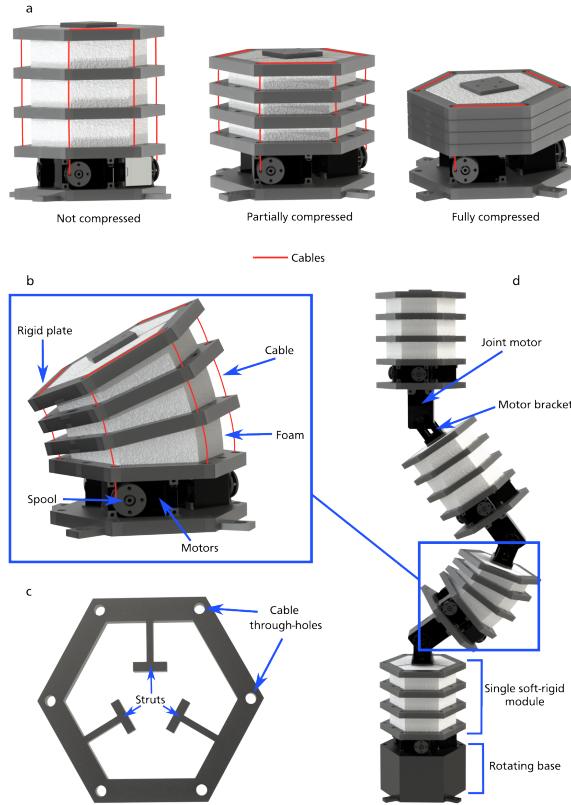 a
Not compressed
Partially compressed
Fully compressed
Cables
b
Rigid plate
Cable
Foam
Spool
Motors
c
Cable
through-holes
Struts
d
Joint motor
Motor bracket
Single soft-rigid
module
Rotating base